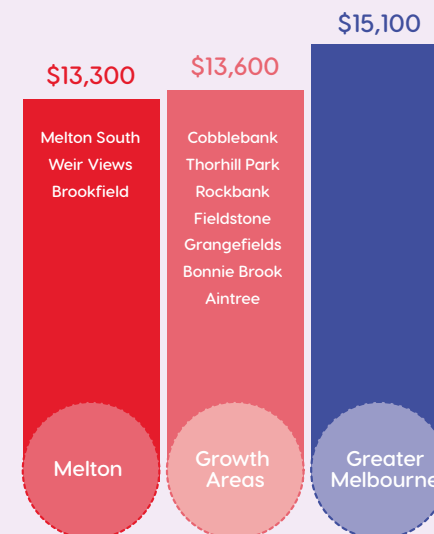 $13,300
Melton South
Weir Views
Brookfield
Melton
$13,600
Cobblebank
Thorhill Park
Rockbank
Fieldstone
Grangefields
Bonnie Brook
Aintree
Growth
Areas
$15,100
Greater
Melbourne